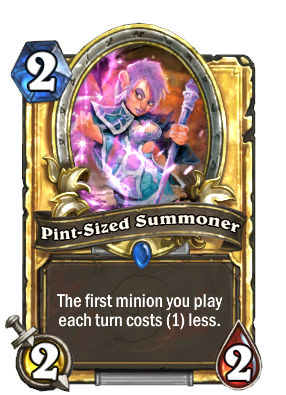 2
Pint-Sized Summoner
The first minion you play
each turn costs (1) less.
2
2